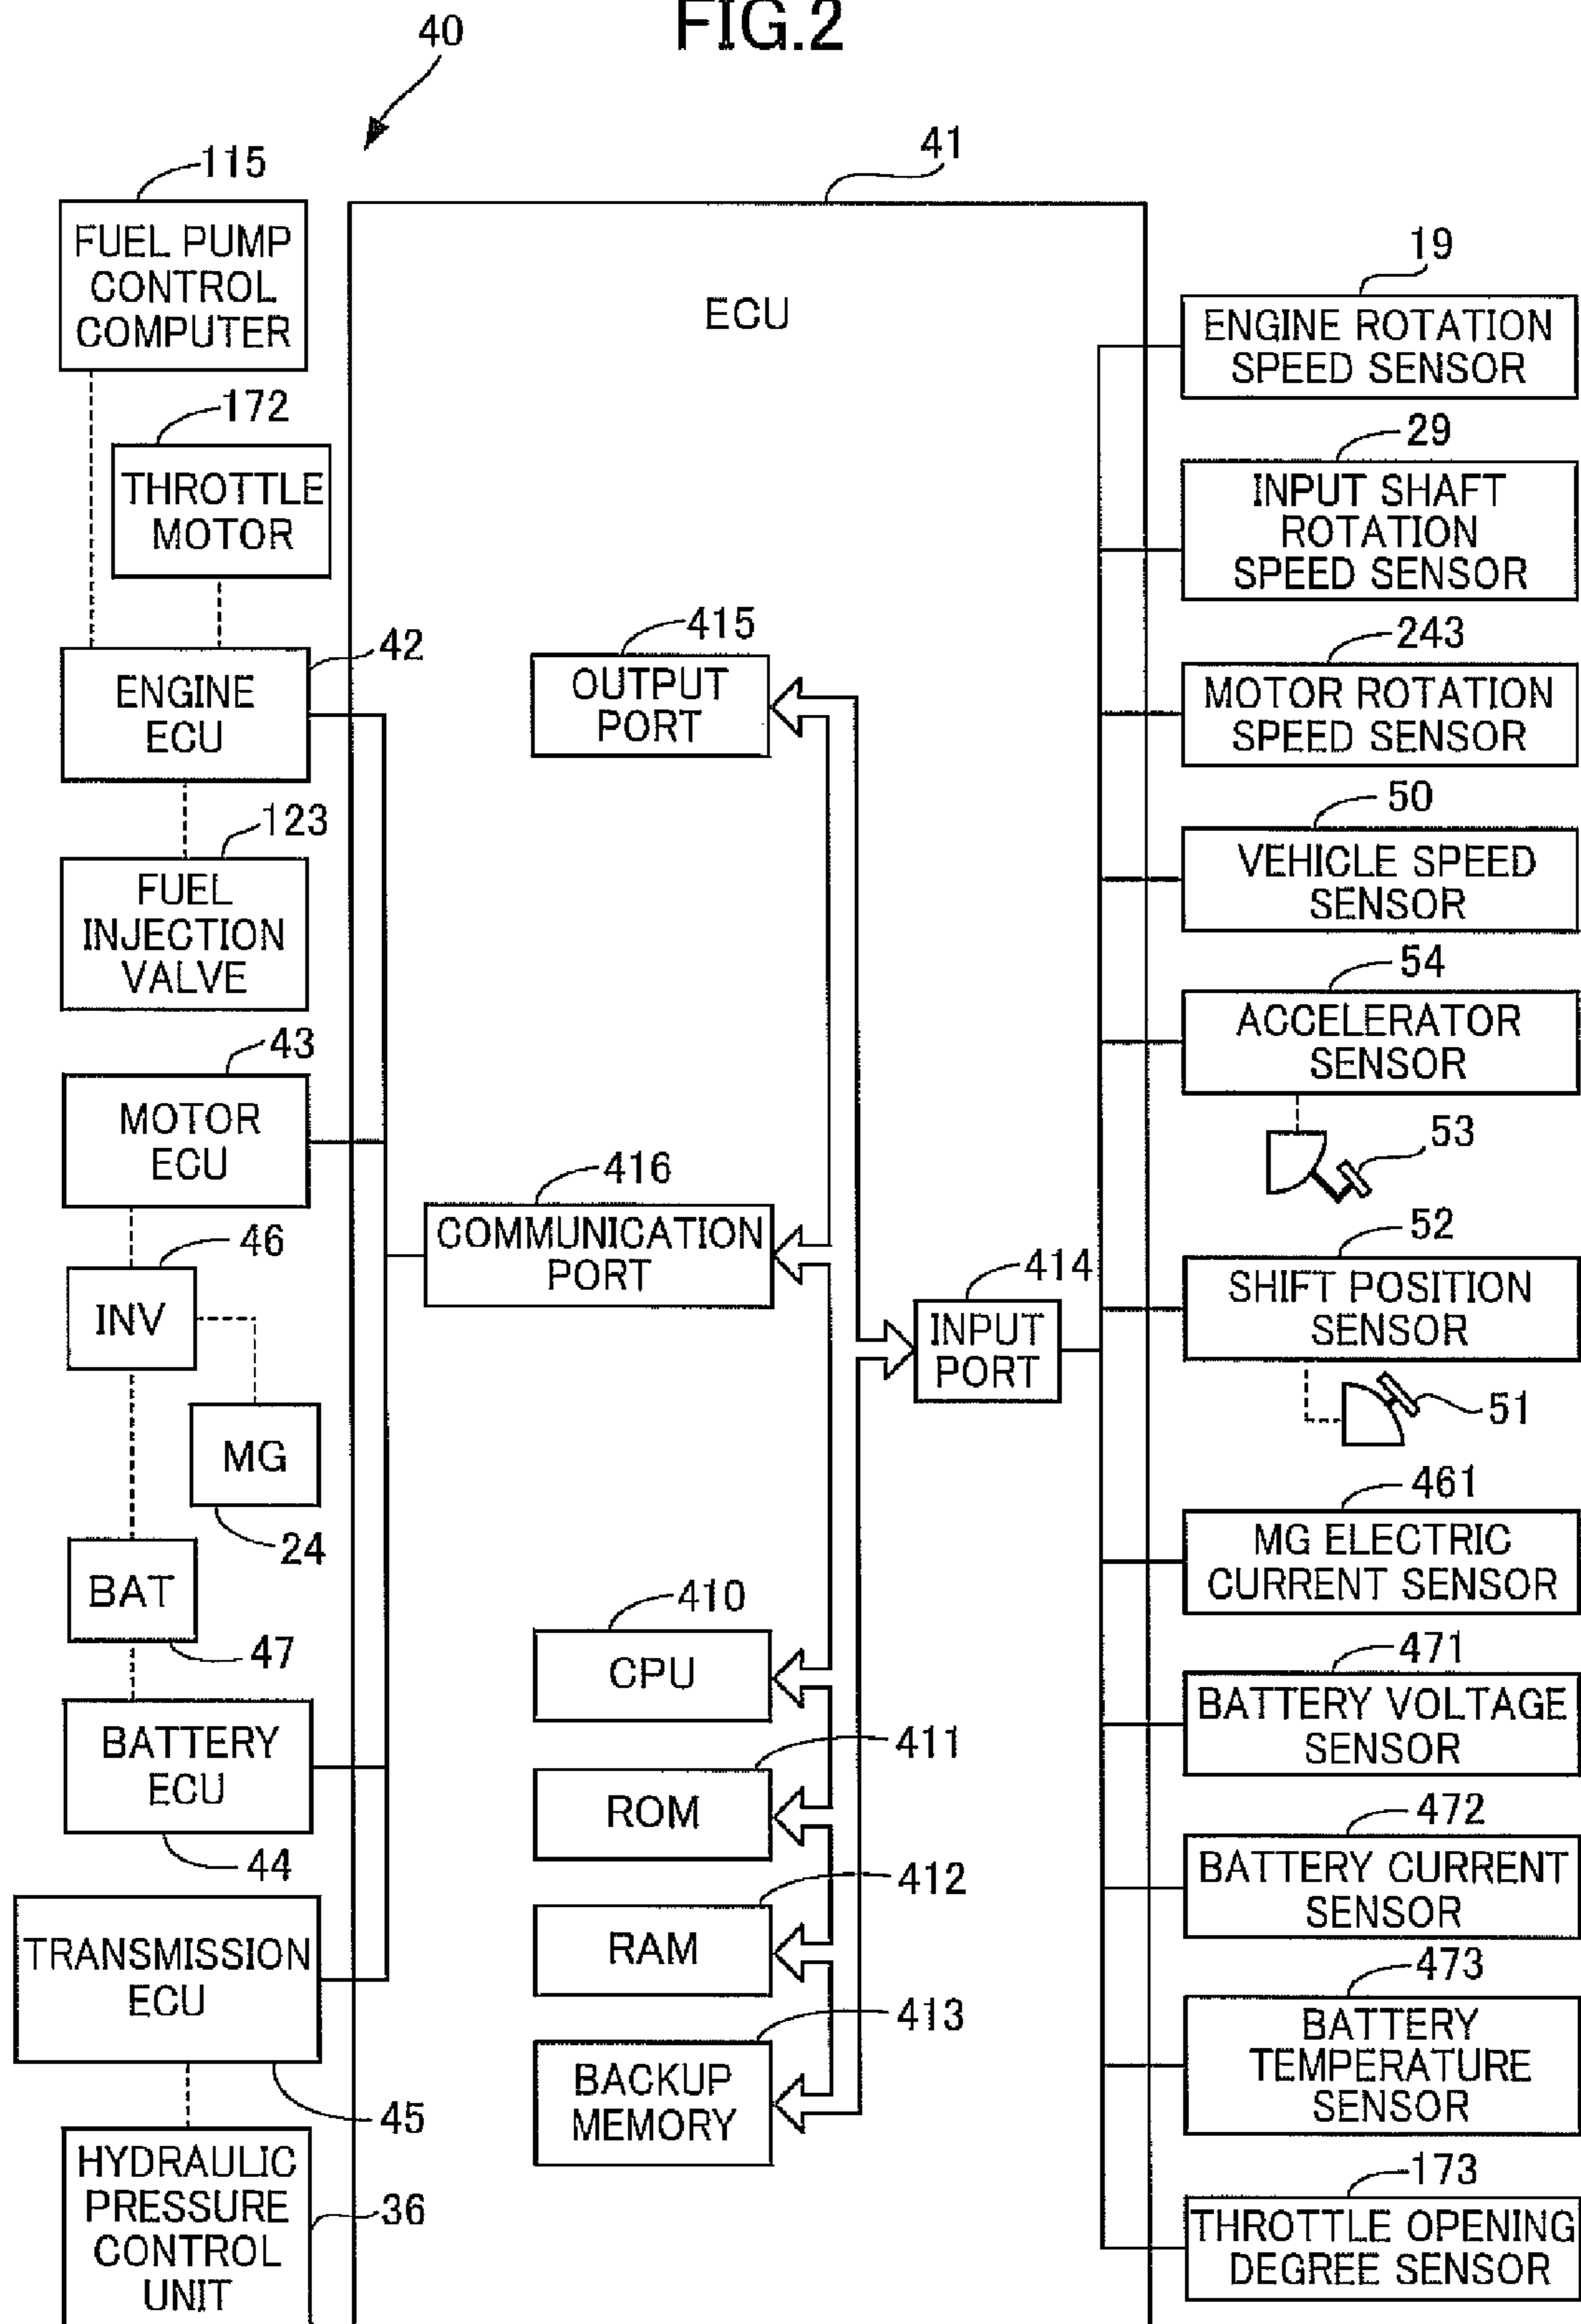 FIG.2
40
41
115
FUEL PUMP
CONTROL
COMPUTER
172
THROTTLE
MOTOR
42
ENGINE
ECU
123
FUEL
INJECTION
VALVE
43
MOTOR
ECU
46
INV
MG
24
BAT
47
BATTERY
ECU
44
TRANSMISSION
ECU
45
HYDRAULIC
PRESSURE
CONTROL
UNIT
36
ECU
415
OUTPUT
PORT
416
COMMUNICATION
PORT
414
INPUT
PORT
410
CPU
411
ROM
412
RAM
413
BACKUP
MEMORY
19
ENGINE ROTATION
SPEED SENSOR
29
INPUT SHAFT
ROTATION
SPEED SENSOR
243
MOTOR ROTATION
SPEED SENSOR
50
VEHICLE SPEED
SENSOR
54
ACCELERATOR
SENSOR
53
52
SHIFT POSITION
SENSOR
51
461
MG ELECTRIC
CURRENT SENSOR
471
BATTERY VOLTAGE
SENSOR
472
BATTERY CURRENT
SENSOR
473
BATTERY
TEMPERATURE
SENSOR
173
THROTTLE OPENING
DEGREE SENSOR